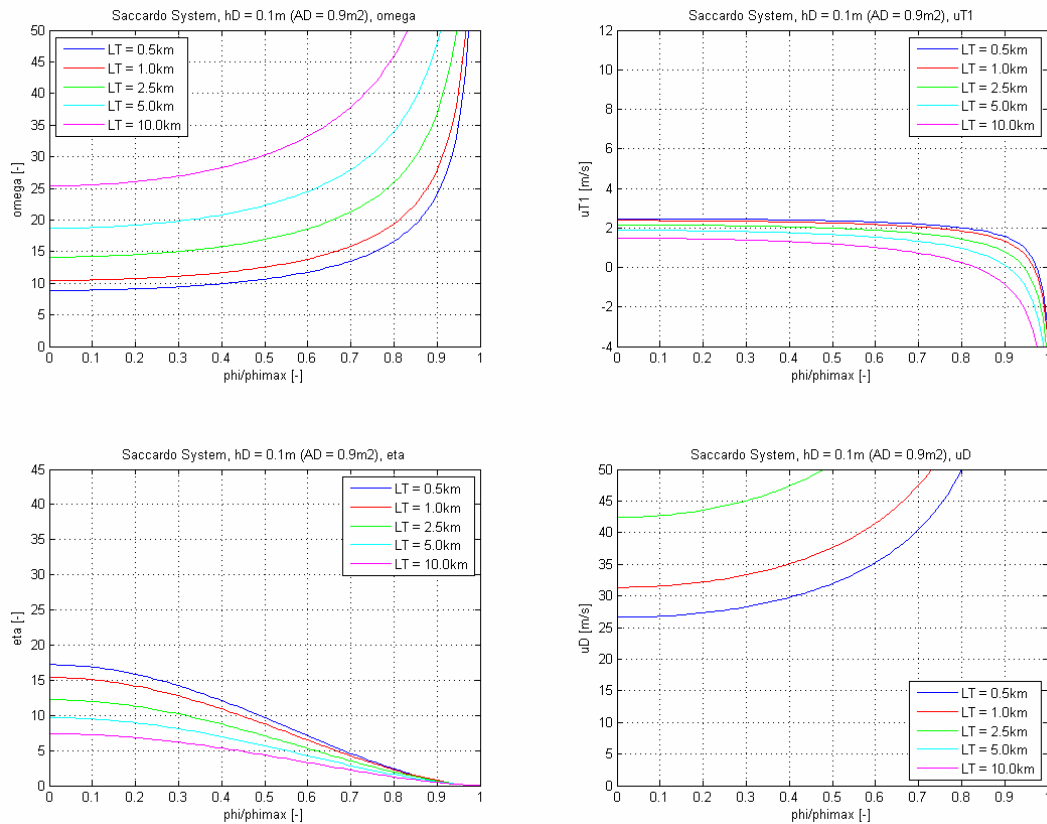 Saccardo System, hD = 0.1m (AD = 0.9m2), omega
50
45
40
35
30
25
20
15
10
5
0
omega [-]
LT = 0.5km
LT = 1.0km
LT = 2.5km
LT = 5.0km
LT = 10.0km
0 0.1 0.2 0.3 0.4 0.5 0.6 0.7 0.8 0.9 1
phi/phimax [-]
Saccardo System, hD = 0.1m (AD = 0.9m2), uT1
12
10
8
6
4
2
0
-2
-4
uT1 [m/s]
LT = 0.5km
LT = 1.0km
LT = 2.5km
LT = 5.0km
LT = 10.0km
0 0.1 0.2 0.3 0.4 0.5 0.6 0.7 0.8 0.9 1
phi/phimax [-]
Saccardo System, hD = 0.1m (AD = 0.9m2), eta
45
40
35
30
25
20
15
10
5
0
eta [-]
LT = 0.5km
LT = 1.0km
LT = 2.5km
LT = 5.0km
LT = 10.0km
0 0.1 0.2 0.3 0.4 0.5 0.6 0.7 0.8 0.9 1
phi/phimax [-]
Saccardo System, hD = 0.1m (AD = 0.9m2), uD
50
45
40
35
30
25
20
15
10
5
0
uD [m/s]
LT = 0.5km
LT = 1.0km
LT = 2.5km
LT = 5.0km
LT = 10.0km
0 0.1 0.2 0.3 0.4 0.5 0.6 0.7 0.8 0.9 1
phi/phimax [-]